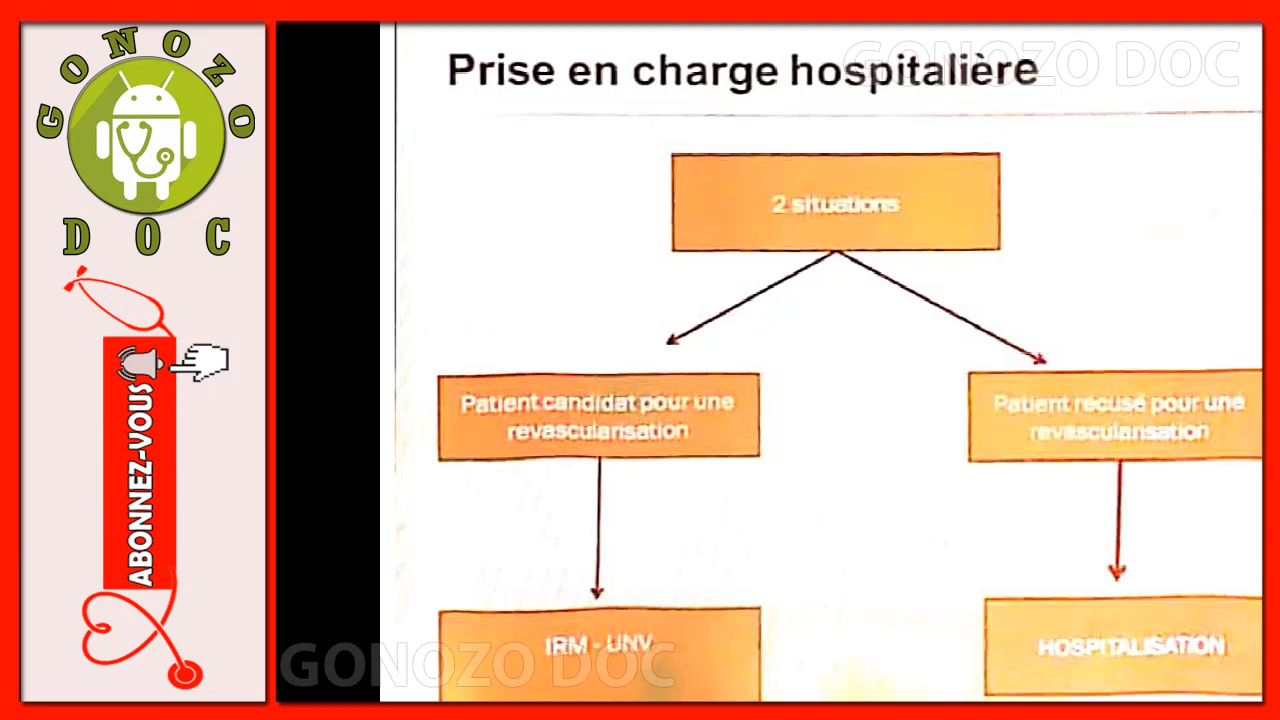 GONOZO
DOC
ABONNEZ-VOUS
GONOZO DOC
Prise en charge hospitalière
2 situations
Patient candidat pour une
revascularisation
Patient récusé pour une
revascularisation
IRM - UNV
HOSPITALISATION
GONOZO DOC